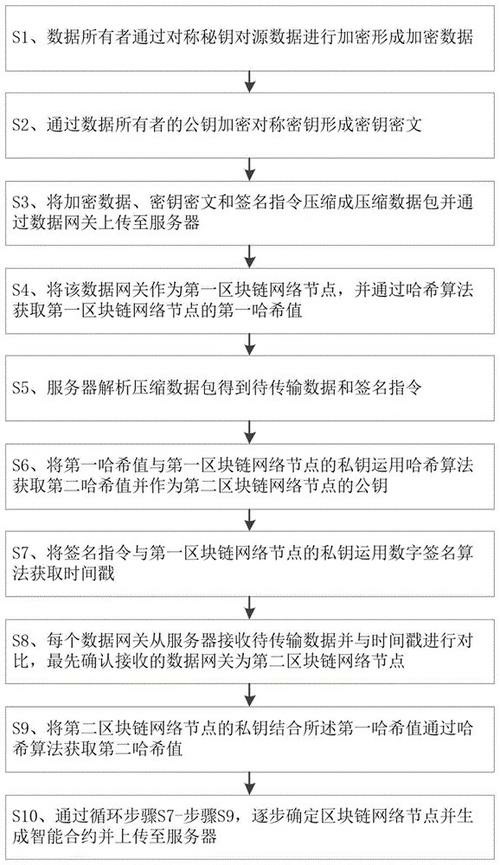 S1、数据所有者通过对称秘钥对源数据进行加密形成加密数据
S2、通过数据所有者的公钥加密对称密钥形成密钥密文
S3、将加密数据、密钥密文和签名指令压缩成压缩数据包并通
过数据网关上传至服务器
S4、将该数据网关作为第一区块链网络节点，并通过哈希算法
获取第一区块链网络节点的第一哈希值
S5、服务器解析压缩数据包得到待传输数据和签名指令
S6、将第一哈希值与第一区块链网络节点的私钥运用哈希算法
获取第二哈希值并作为第二区块链网络节点的公钥
S7、将签名指令与第一区块链网络节点的私钥运用数字签名算
法获取时间戳
S8、每个数据网关从服务器接收待传输数据并与时间戳进行对
比，最先确认接收的数据网关为第二区块链网络节点
S9、将第二区块链网络节点的私钥结合所述第一哈希值通过哈
希算法获取第二哈希值
S10、通过循环步骤S7-步骤S9，逐步确定区块链网络节点并生
成智能合约并上传至服务器